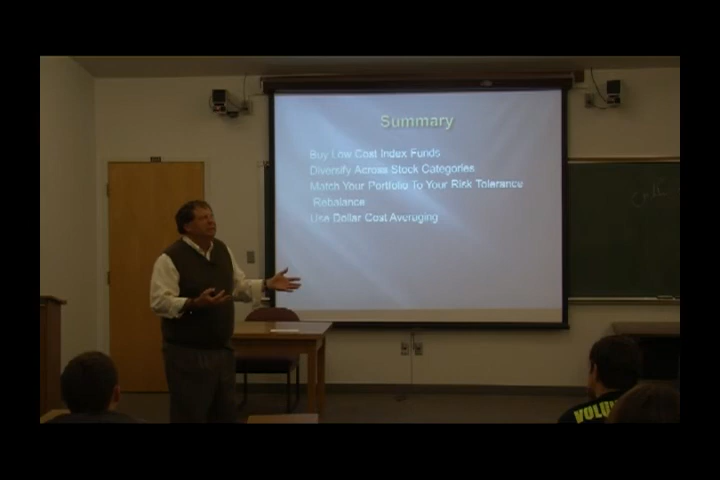 Summary
Buy Low Cost Index Funds
Diversify Across Stock Categories
Match Your Portfolio To Your Risk Tolerance
Rebalance
Use Dollar Cost Averaging